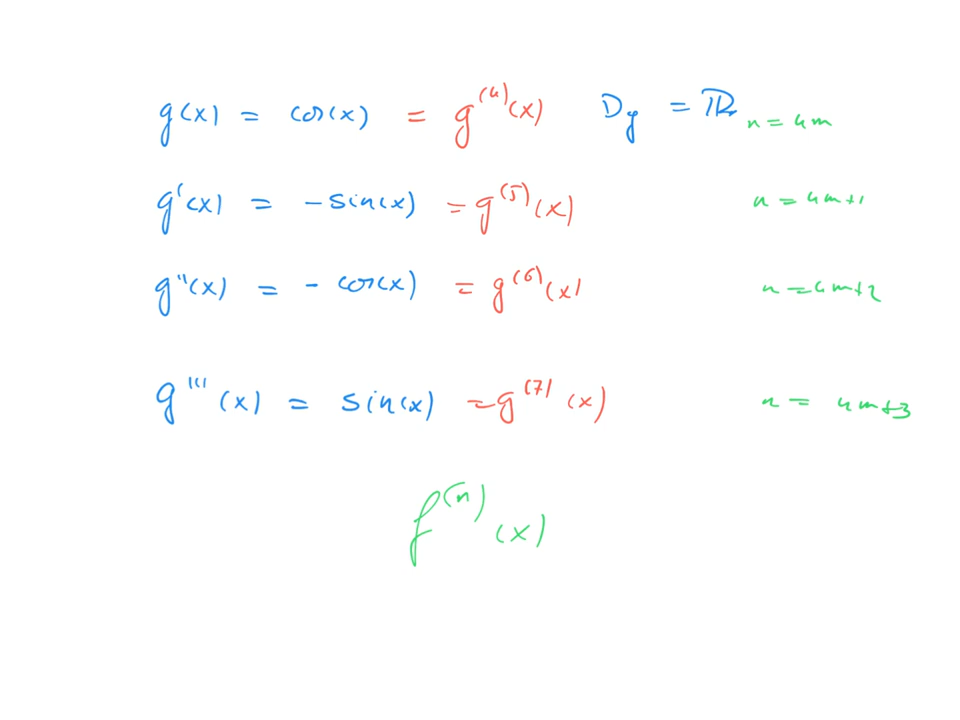 g(x) = cos(x) = g⁽⁴⁾(x) D_g = ℝ n = 4m
g'(x) = -sin(x) = g⁽⁵⁾(x) n = 4m+1
g''(x) = - cos(x) = g⁽⁶⁾(x) n = 4m+2
g'''(x) = sin(x) = g⁽⁷⁾(x) n = 4m+3
f⁽ⁿ⁾(x)